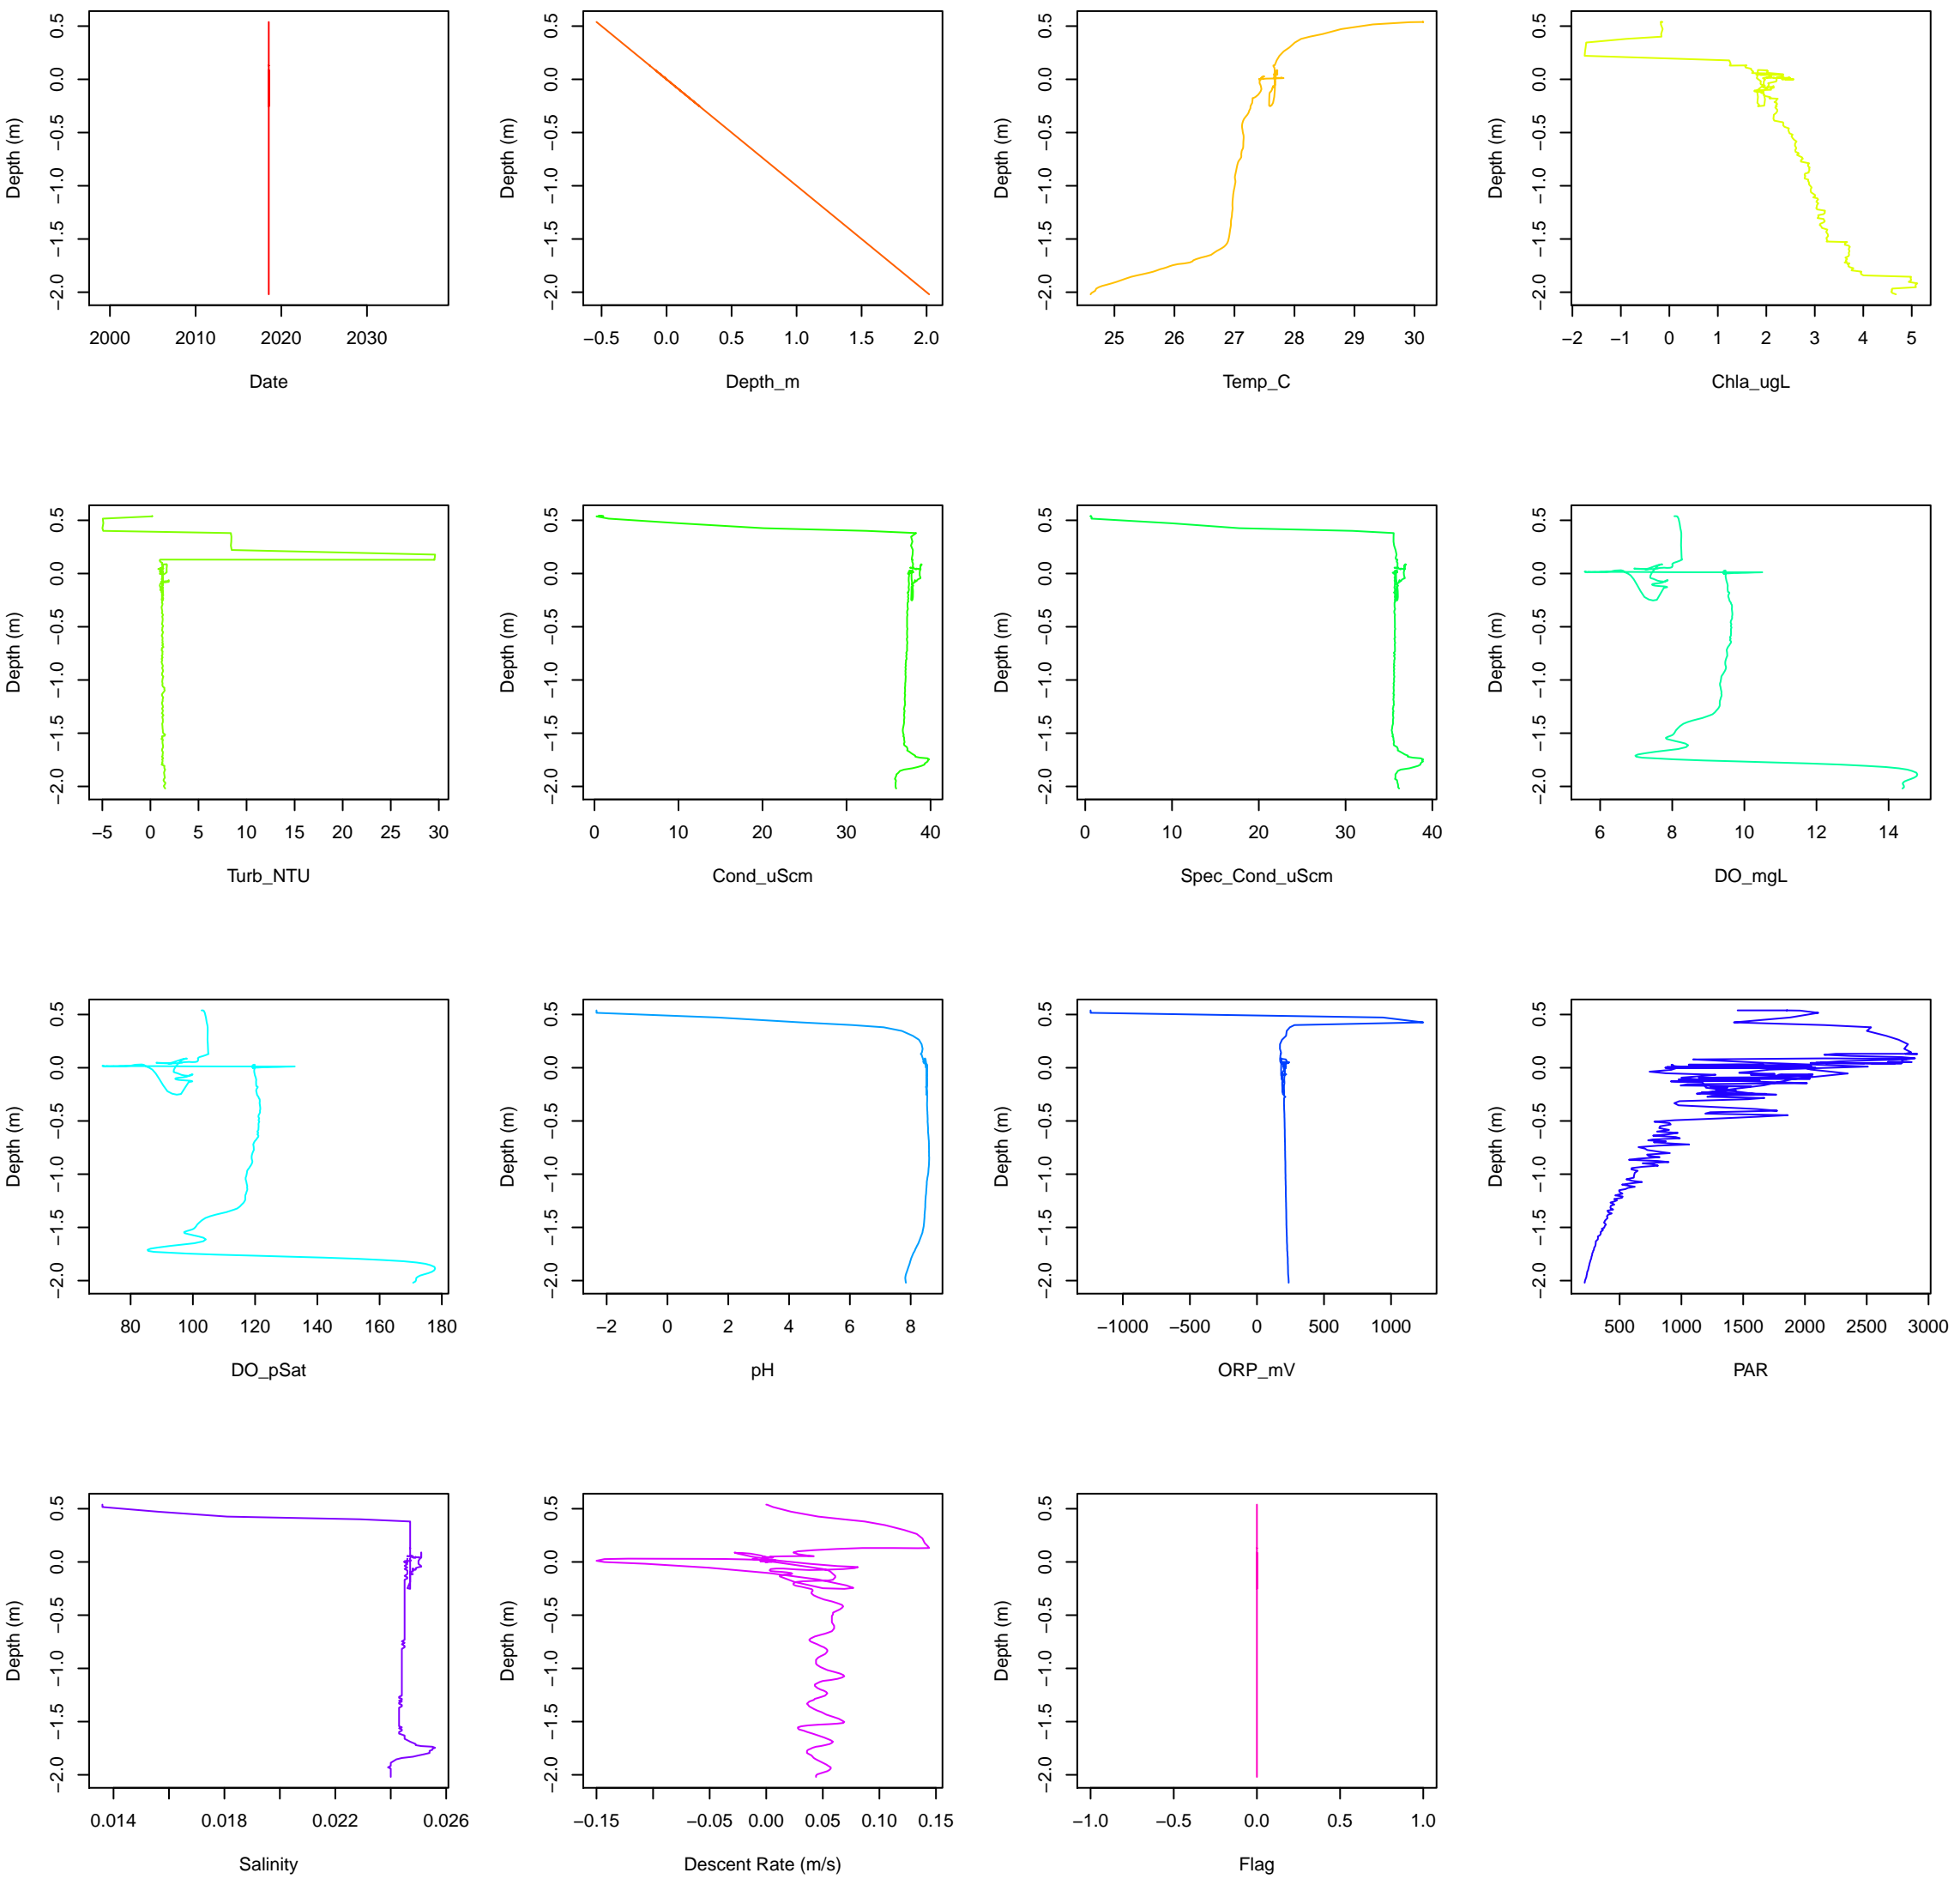 Depth (m)
−2.0 −1.5 −1.0 −0.5 0.0 0.5
2000 2010 2020 2030
Date
Depth (m)
−2.0 −1.5 −1.0 −0.5 0.0 0.5
−0.5 0.0 0.5 1.0 1.5 2.0
Depth_m
Depth (m)
−2.0 −1.5 −1.0 −0.5 0.0 0.5
25 26 27 28 29 30
Temp_C
Depth (m)
−2.0 −1.5 −1.0 −0.5 0.0 0.5
−2 −1 0 1 2 3 4 5
Chla_ugL
Depth (m)
−2.0 −1.5 −1.0 −0.5 0.0 0.5
−5 0 5 10 15 20 25 30
Turb_NTU
Depth (m)
−2.0 −1.5 −1.0 −0.5 0.0 0.5
0 10 20 30 40
Cond_uScm
Depth (m)
−2.0 −1.5 −1.0 −0.5 0.0 0.5
0 10 20 30 40
Spec_Cond_uScm
Depth (m)
−2.0 −1.5 −1.0 −0.5 0.0 0.5
6 8 10 12 14
DO_mgL
Depth (m)
−2.0 −1.5 −1.0 −0.5 0.0 0.5
80 100 120 140 160 180
DO_pSat
Depth (m)
−2.0 −1.5 −1.0 −0.5 0.0 0.5
−2 0 2 4 6 8
pH
Depth (m)
−2.0 −1.5 −1.0 −0.5 0.0 0.5
−1000 −500 0 500 1000
ORP_mV
Depth (m)
−2.0 −1.5 −1.0 −0.5 0.0 0.5
500 1000 1500 2000 2500 3000
PAR
Depth (m)
−2.0 −1.5 −1.0 −0.5 0.0 0.5
0.014 0.018 0.022 0.026
Salinity
Depth (m)
−2.0 −1.5 −1.0 −0.5 0.0 0.5
−0.15 −0.05 0.00 0.05 0.10 0.15
Descent Rate (m/s)
Depth (m)
−2.0 −1.5 −1.0 −0.5 0.0 0.5
−1.0 −0.5 0.0 0.5 1.0
Flag